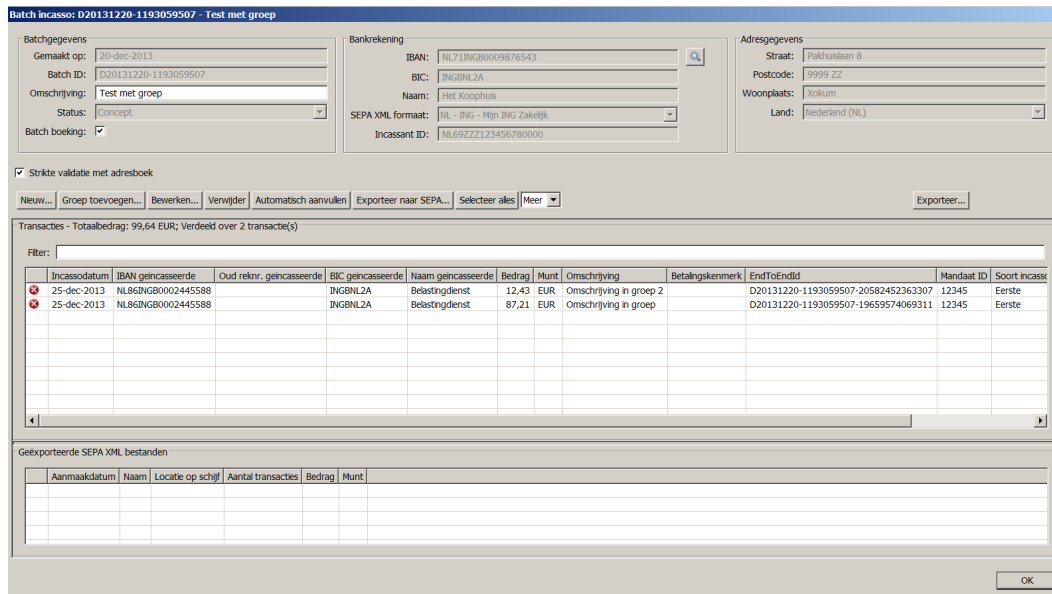 Batch incasso: D20131220-1193059507 - Test met groep
Batchgegevens
Gemaakt op: 20-dec-2013
Batch ID: D20131220-1193059507
Omschrijving: Test met groep
Status: Concept
Batch boeking:
Bankrekening
IBAN: NL71INGB0009876543
BIC: INGBNL2A
Naam: Het Koophuis
SEPA XML formaat: NL - ING - Mijn ING Zakelijk
Incassant ID: NL69ZZZ123456780000
Adresgegevens
Straat: Pakhuislaan 8
Postcode: 9999 ZZ
Woonplaats: Xokum
Land: Nederland (NL)
Strikte validatie met adresboek
Nieuw... Groep toevoegen... Bewerken... Verwijder Automatisch aanvullen Exporteer naar SEPA... Selecteer alles Meer Exporteer...
Transacties - Totaalbedrag: 99,64 EUR; Verdeeld over 2 transactie(s)
Filter:
Incassodatum IBAN geincasseerde Oud reknr. geincasseerde BIC geincasseerde Naam geincasseerde Bedrag Munt Omschrijving Betalingskenmerk EndToEndId Mandaat ID Soort incasso
25-dec-2013 NL86INGB0002445588 INGBNL2A Belastingdienst 12,43 EUR Omschrijving in groep 2 D20131220-1193059507-20582452363307 12345 Eerste
25-dec-2013 NL86INGB0002445588 INGBNL2A Belastingdienst 87,21 EUR Omschrijving in groep D20131220-1193059507-19659574069311 12345 Eerste
Geëxporteerde SEPA XML bestanden
Aanmaakdatum Naam Locatie op schijf Aantal transacties Bedrag Munt
OK